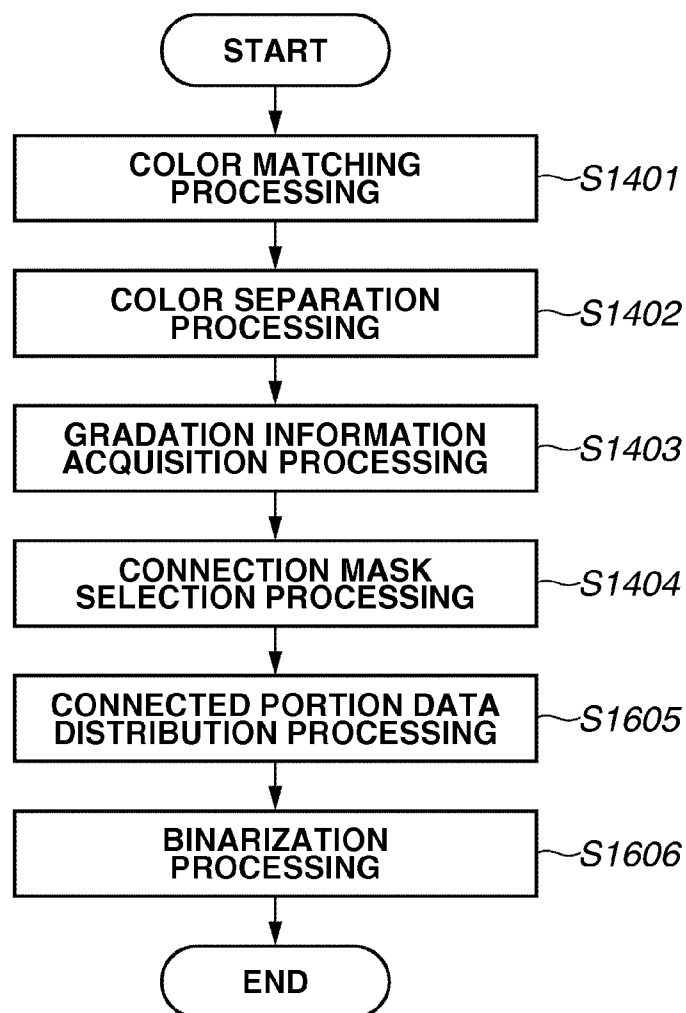 START
COLOR MATCHING
PROCESSING
S1401
COLOR SEPARATION
PROCESSING
S1402
GRADATION INFORMATION
ACQUISITION PROCESSING
S1403
CONNECTION MASK
SELECTION PROCESSING
S1404
CONNECTED PORTION DATA
DISTRIBUTION PROCESSING
S1605
BINARIZATION
PROCESSING
S1606
END